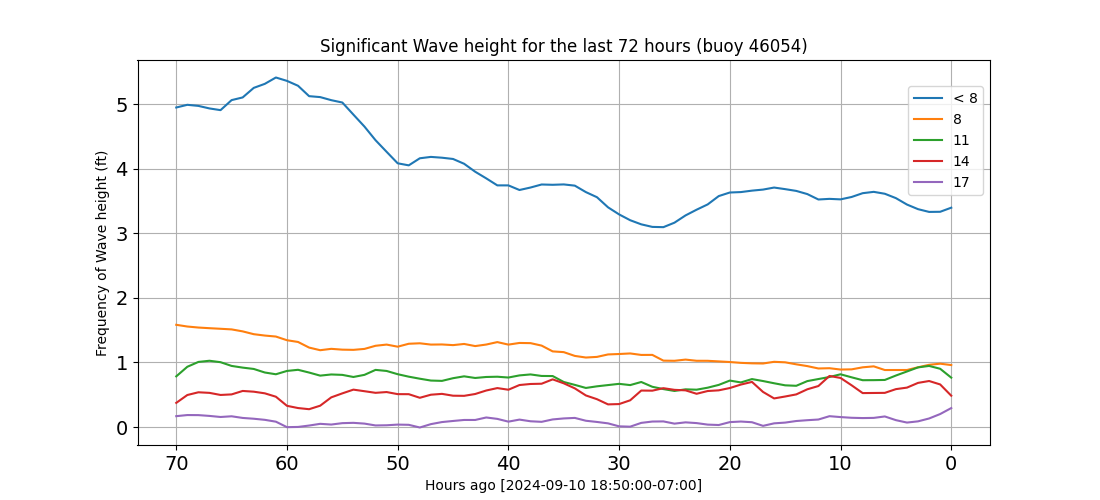 Significant Wave height for the last 72 hours (buoy 46054)
Frequency of Wave height (ft)
5
4
3
2
1
0
< 8
8
11
14
17
70 60 50 40 30 20 10 0
Hours ago [2024-09-10 18:50:00-07:00]